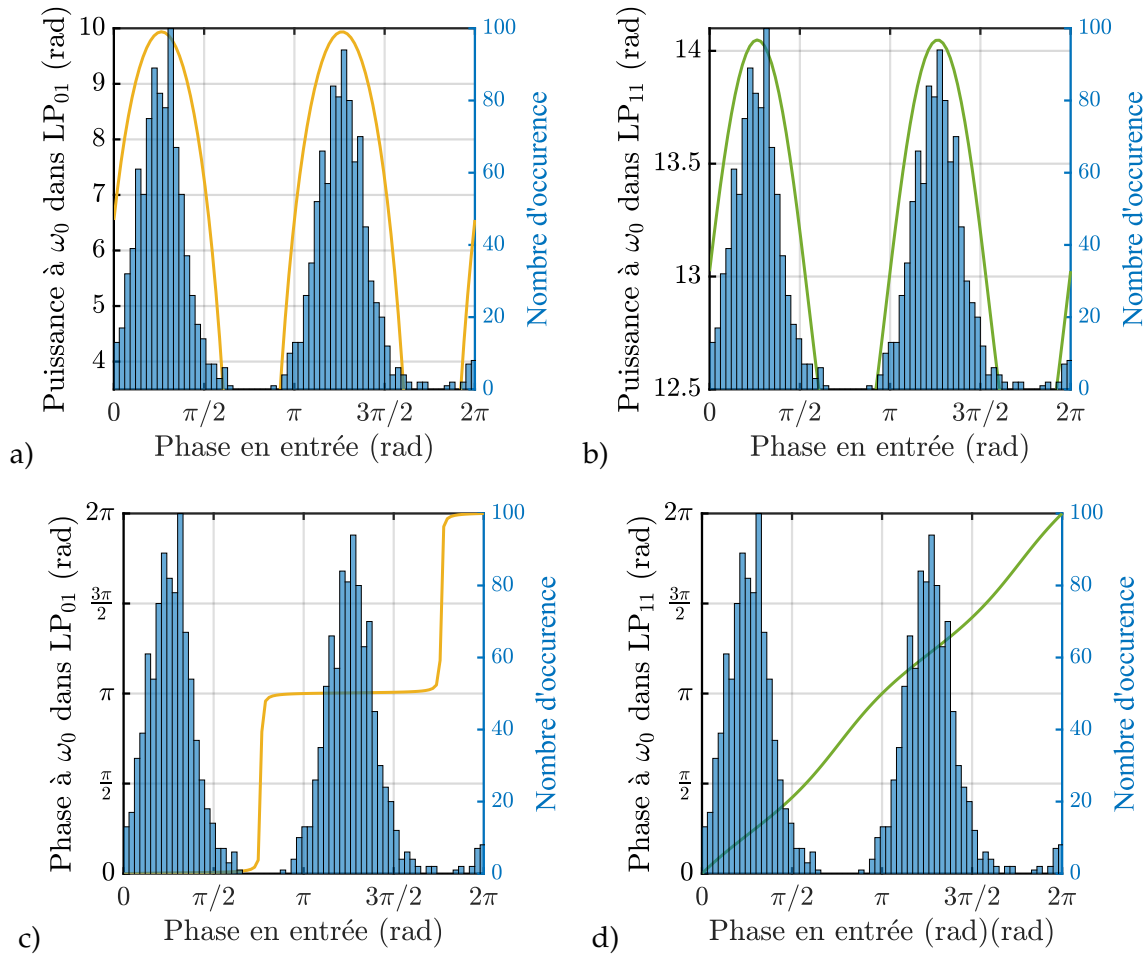 Puissance à ω₀ dans LP₀₁ (rad)
10
9
8
7
6
5
4
100
80
60
40
20
0
Nombre d'occurence
0 π/2 π 3π/2 2π
Phase en entrée (rad)
a)
Puissance à ω₀ dans LP₁₁ (rad)
14
13.5
13
12.5
100
80
60
40
20
0
Nombre d'occurence
0 π/2 π 3π/2 2π
Phase en entrée (rad)
b)
Phase à ω₀ dans LP₀₁ (rad)
2π
3π/2
π
π/2
0
100
80
60
40
20
0
Nombre d'occurence
0 π/2 π 3π/2 2π
Phase en entrée (rad)
c)
Phase à ω₀ dans LP₁₁ (rad)
2π
3π/2
π
π/2
0
100
80
60
40
20
0
Nombre d'occurence
0 π/2 π 3π/2 2π
Phase en entrée (rad)(rad)
d)